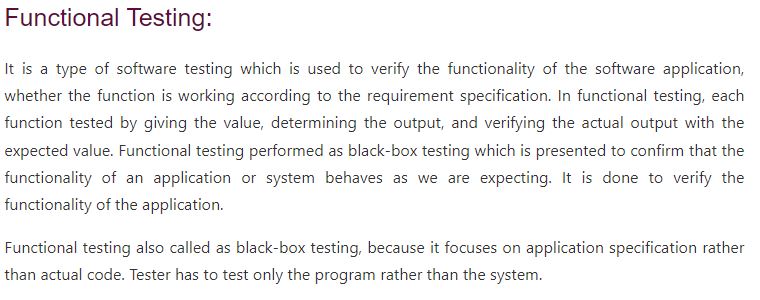 Functional Testing:
It is a type of software testing which is used to verify the functionality of the software application,
whether the function is working according to the requirement specification. In functional testing, each
function tested by giving the value, determining the output, and verifying the actual output with the
expected value. Functional testing performed as black-box testing which is presented to confirm that the
functionality of an application or system behaves as we are expecting. It is done to verify the
functionality of the application.
Functional testing also called as black-box testing, because it focuses on application specification rather
than actual code. Tester has to test only the program rather than the system.